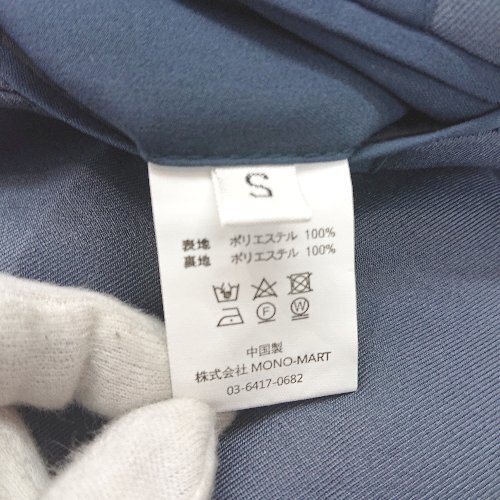 S
表地 ポリエステル 100%
裏地 ポリエステル 100%
F W
中国製
株式会社 MONO-MART
03-6417-0682